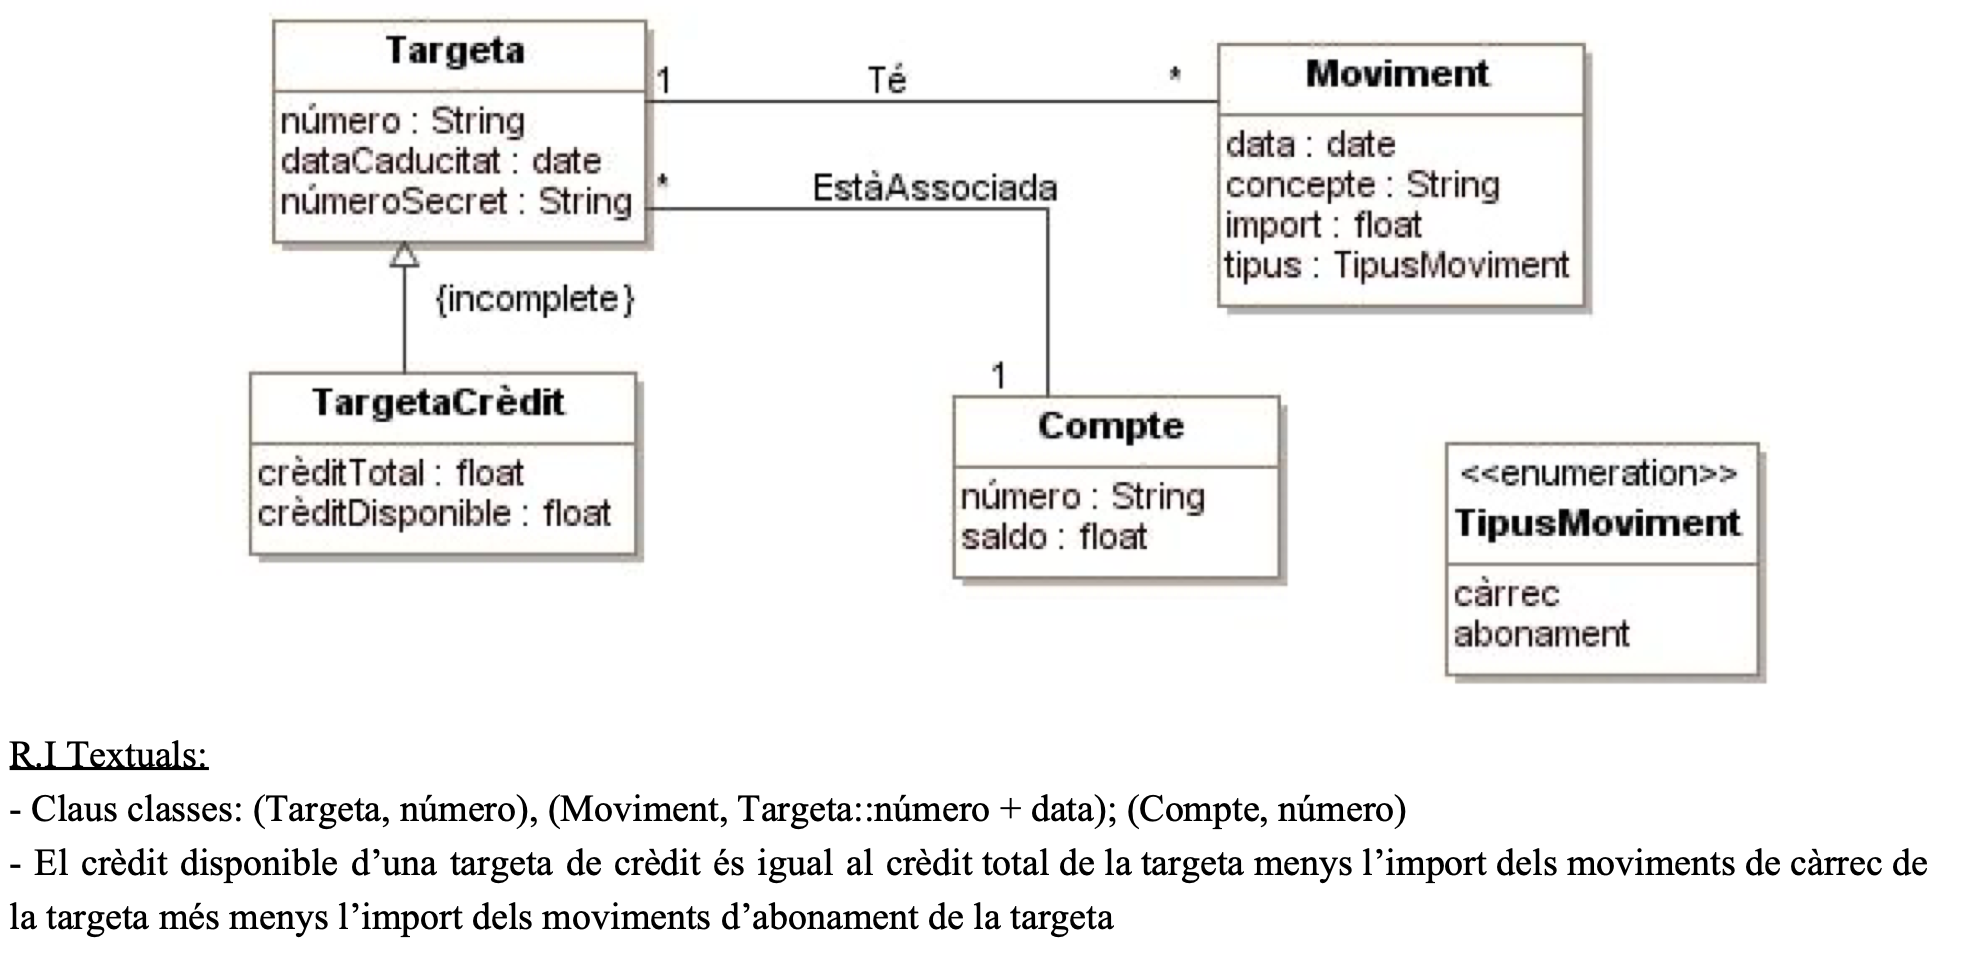 Targeta
número : String
dataCaducitat : date
númeroSecret : String
1
Té
*
Moviment
data : date
concepte : String
import : float
tipus : TipusMoviment
*
EstàAssociada
1
{incomplete}
TargetaCrèdit
crèditTotal : float
crèditDisponible : float
Compte
número : String
saldo : float
<<enumeration>>
TipusMoviment
càrrec
abonament
R.I Textuals:
- Claus classes: (Targeta, número), (Moviment, Targeta::número + data); (Compte, número)
- El crèdit disponible d’una targeta de crèdit és igual al crèdit total de la targeta menys l’import dels moviments de càrrec de
la targeta més menys l’import dels moviments d’abonament de la targeta